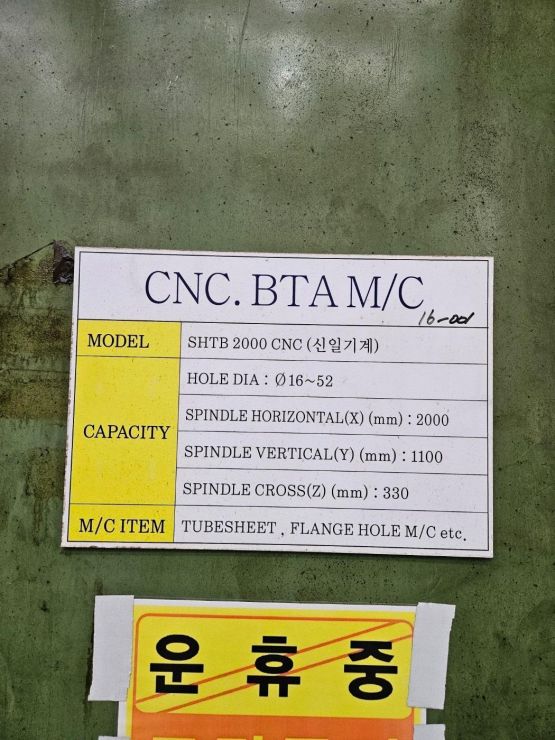 CNC. BTA M/C
16-001
MODEL SHTB 2000 CNC (신일기계)
HOLE DIA : Ø16~52
CAPACITY
SPINDLE HORIZONTAL(X) (mm) : 2000
SPINDLE VERTICAL(Y) (mm) : 1100
SPINDLE CROSS(Z) (mm) : 330
M/C ITEM TUBESHEET , FLANGE HOLE M/C etc.
운 휴 중